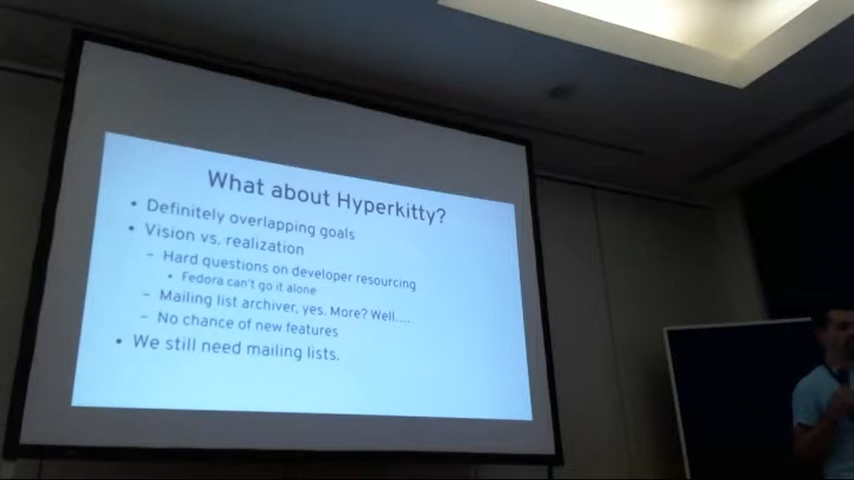 What about Hyperkitty?
• Definitely overlapping goals
• Vision vs. realization
– Hard questions on developer resourcing
• Fedora can't go it alone
– Mailing list archiver, yes. More? Well....
– No chance of new features
• We still need mailing lists.